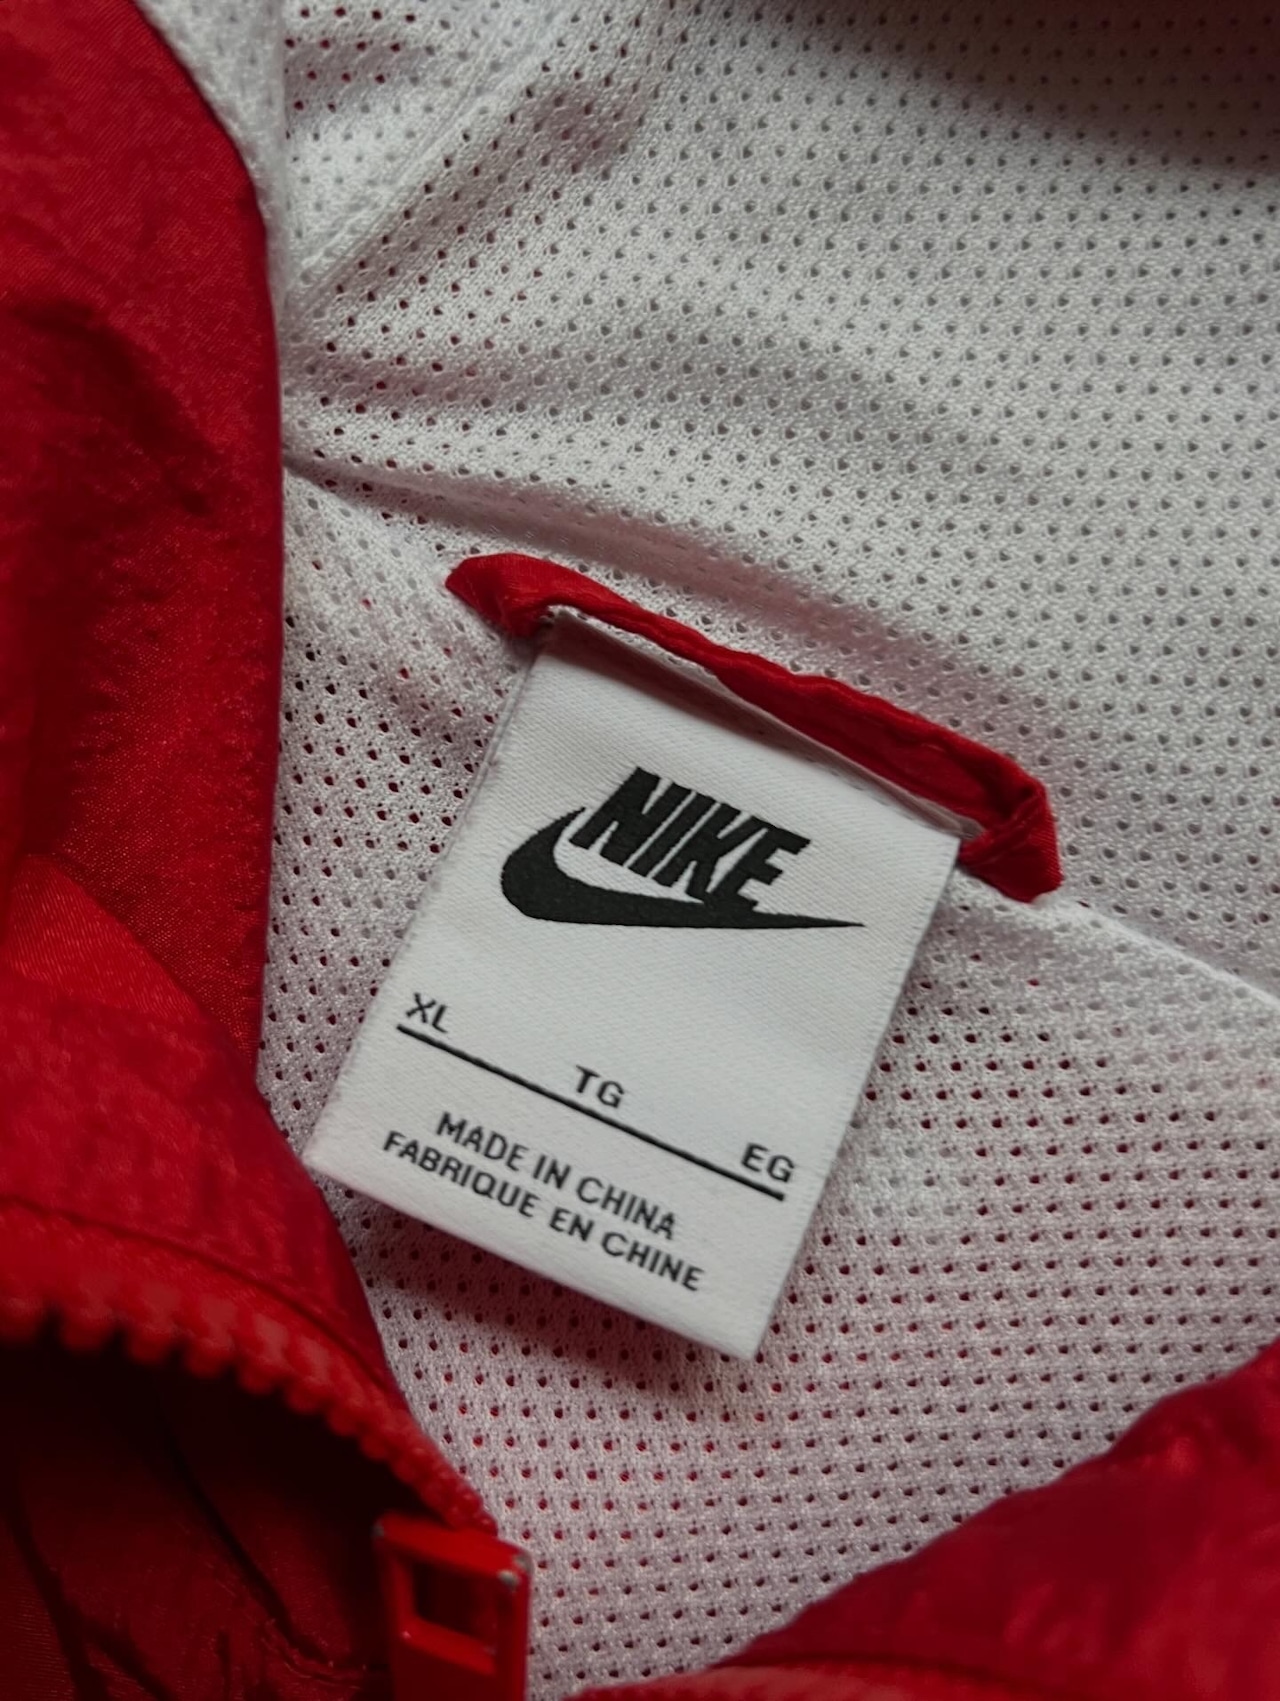 NIKE
XL
TG
EG
MADE IN CHINA
FABRIQUE EN CHINE